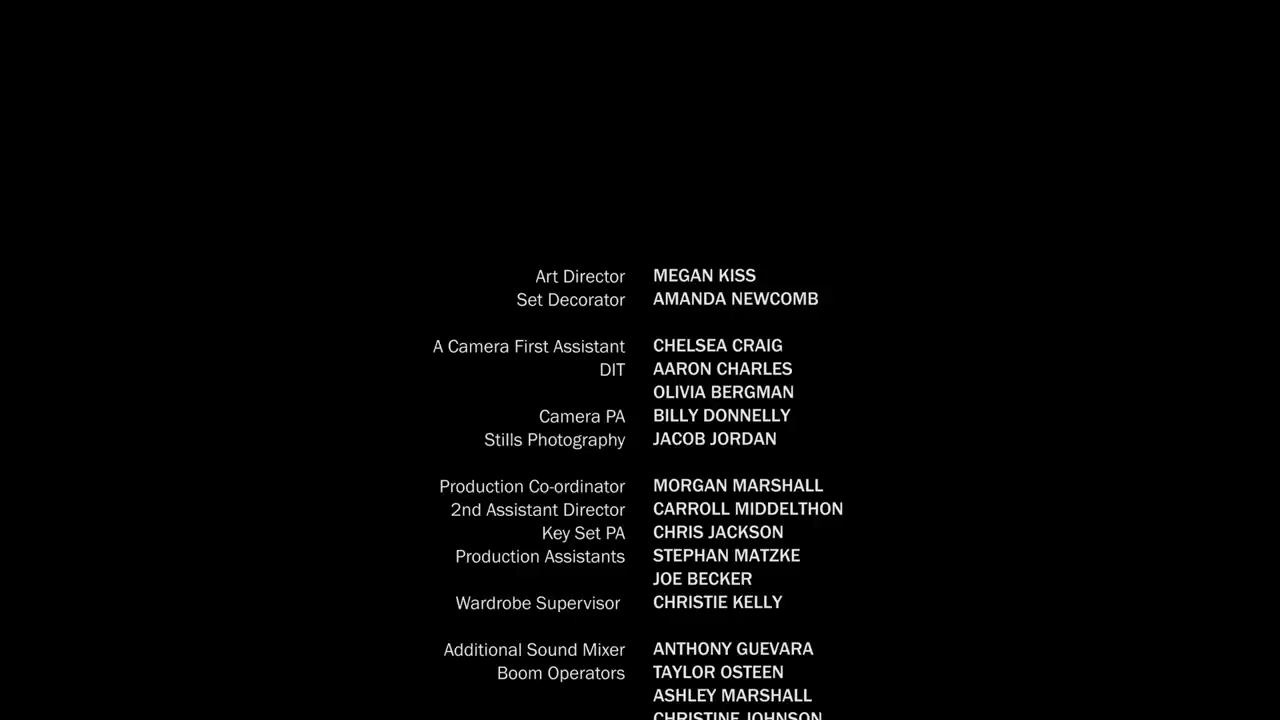 Art Director MEGAN KISS
Set Decorator AMANDA NEWCOMB
A Camera First Assistant CHELSEA CRAIG
DIT AARON CHARLES
OLIVIA BERGMAN
Camera PA BILLY DONNELLY
Stills Photography JACOB JORDAN
Production Co-ordinator MORGAN MARSHALL
2nd Assistant Director CARROLL MIDDELTHON
Key Set PA CHRIS JACKSON
Production Assistants STEPHAN MATZKE
JOE BECKER
Wardrobe Supervisor CHRISTIE KELLY
Additional Sound Mixer ANTHONY GUEVARA
Boom Operators TAYLOR OSTEEN
ASHLEY MARSHALL
CHRISTINE JOHNSON